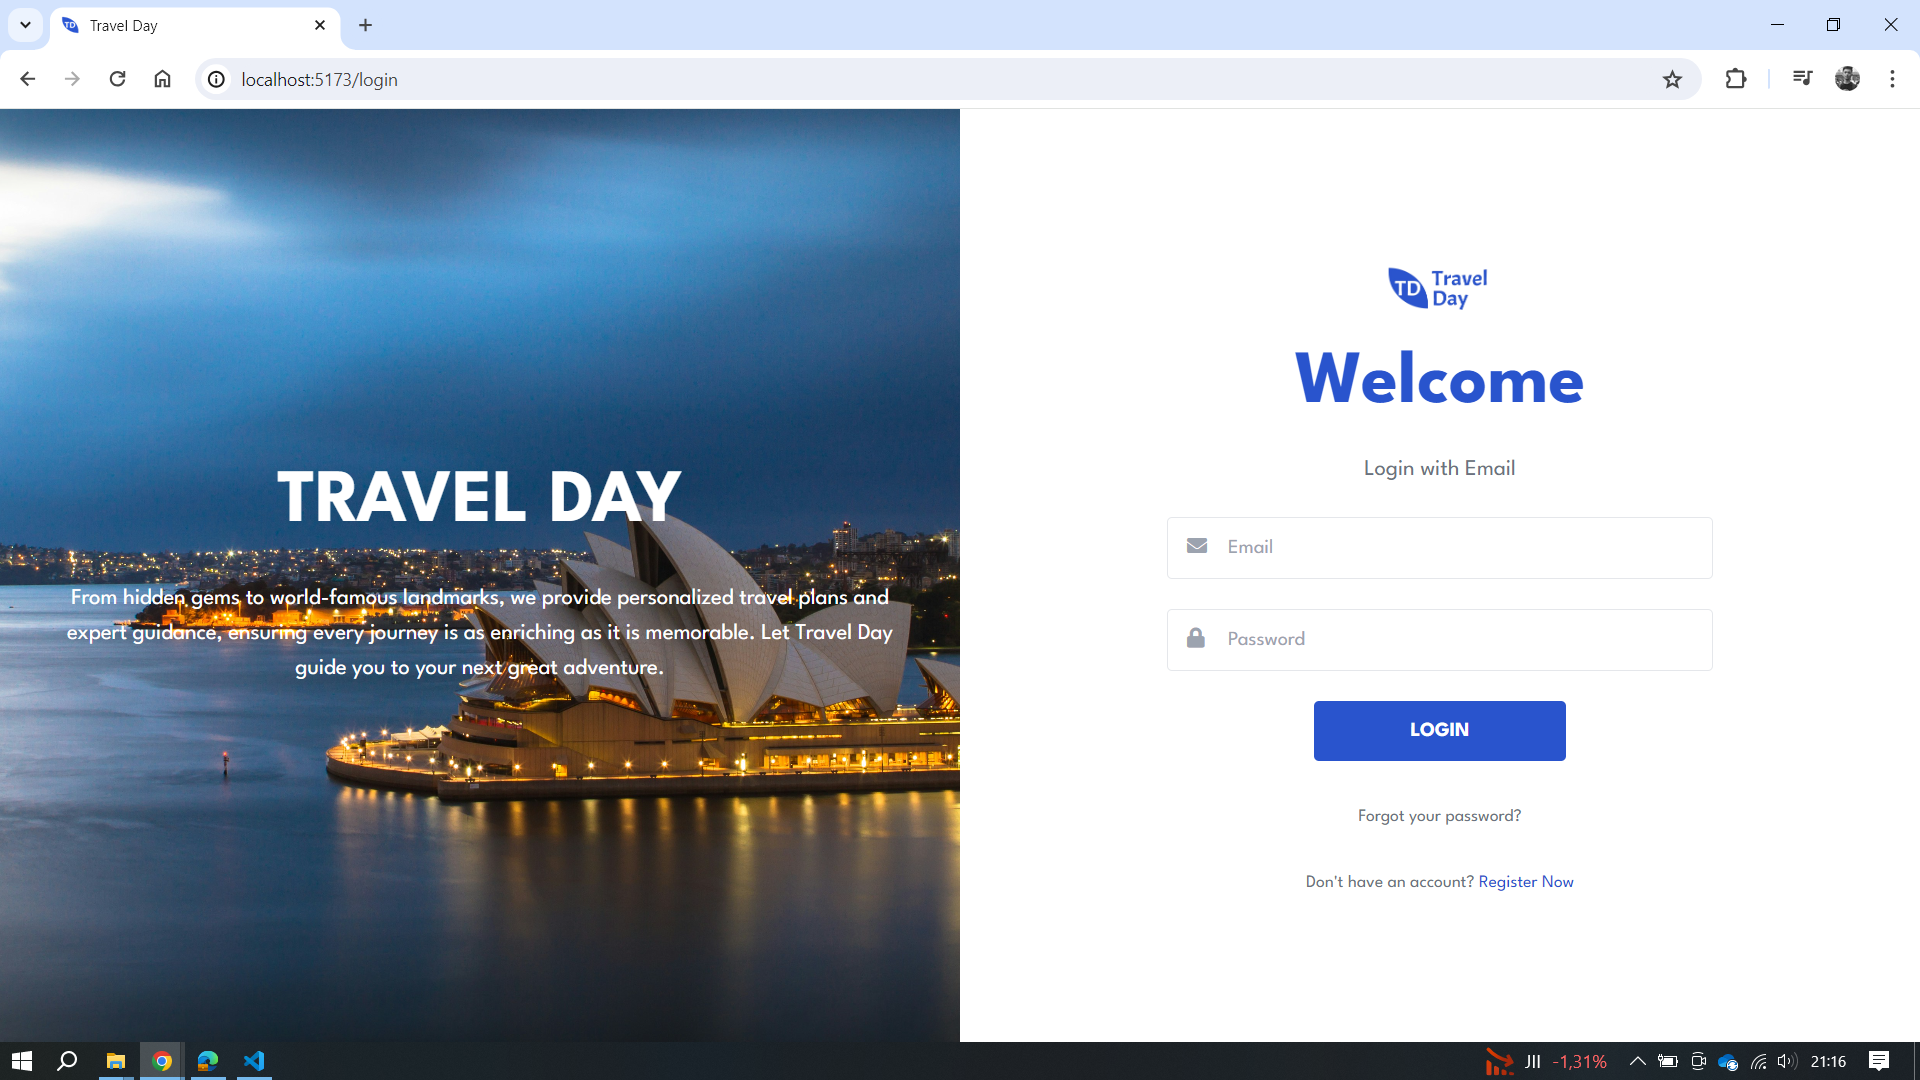 Travel Day
localhost:5173/login
TRAVEL DAY
From hidden gems to world-famous landmarks, we provide personalized travel plans and
expert guidance, ensuring every journey is as enriching as it is memorable. Let Travel Day
guide you to your next great adventure.
TD Travel
Day
Welcome
Login with Email
Email
Password
LOGIN
Forgot your password?
Don't have an account? Register Now
JII -1,31%
21:16